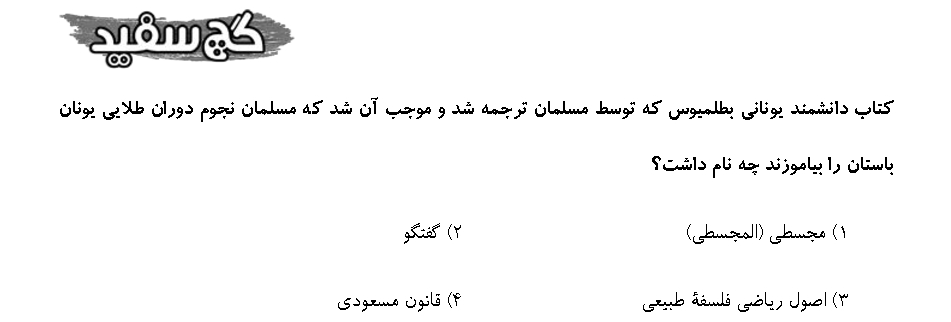 گچ سفید
کتاب دانشمند یونانی بطلمیوس که توسط مسلمان ترجمه شد و موجب آن شد که مسلمان نجوم دوران طلایی یونان
باستان را بیاموزند چه نام داشت؟
۱) مجسطی (المجسطی) ۲) گفتگو
۳) اصول ریاضی فلسفۀ طبیعی ۴) قانون مسعودی